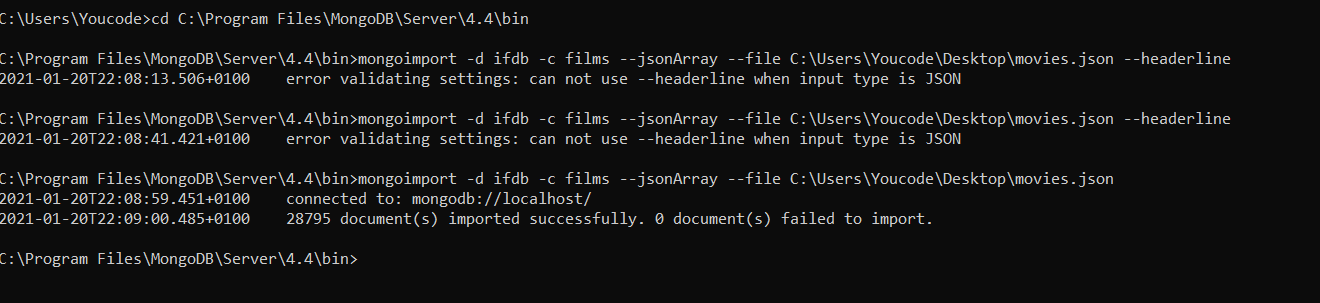 C:\Users\Youcode>cd C:\Program Files\MongoDB\Server\4.4\bin
C:\Program Files\MongoDB\Server\4.4\bin>mongoimport -d ifdb -c films --jsonArray --file C:\Users\Youcode\Desktop\movies.json --headerline
2021-01-20T22:08:13.506+0100    error validating settings: can not use --headerline when input type is JSON
C:\Program Files\MongoDB\Server\4.4\bin>mongoimport -d ifdb -c films --jsonArray --file C:\Users\Youcode\Desktop\movies.json --headerline
2021-01-20T22:08:41.421+0100    error validating settings: can not use --headerline when input type is JSON
C:\Program Files\MongoDB\Server\4.4\bin>mongoimport -d ifdb -c films --jsonArray --file C:\Users\Youcode\Desktop\movies.json
2021-01-20T22:08:59.451+0100    connected to: mongodb://localhost/
2021-01-20T22:09:00.485+0100    28795 document(s) imported successfully. 0 document(s) failed to import.
C:\Program Files\MongoDB\Server\4.4\bin>